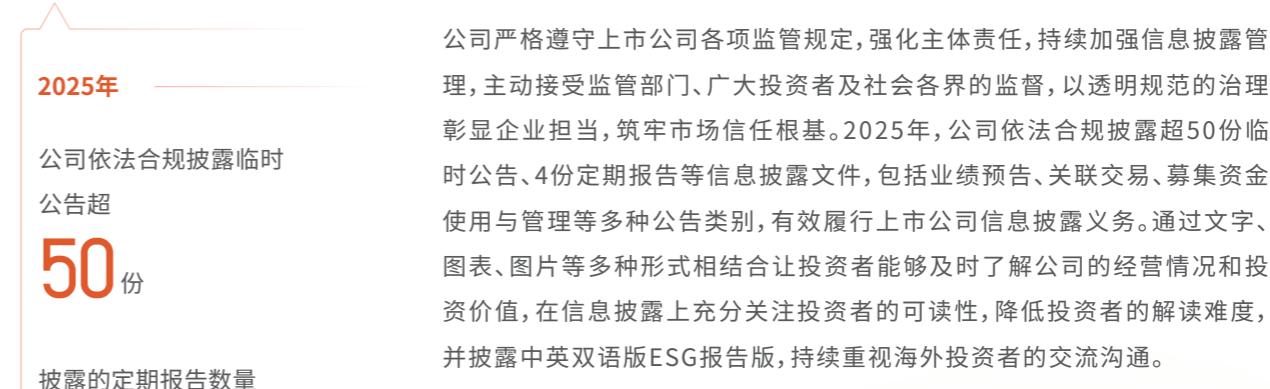 2025年
公司依法合规披露临时
公告超
50份
披露的定期报告数量
公司严格遵守上市公司各项监管规定,强化主体责任,持续加强信息披露管
理,主动接受监管部门、广大投资者及社会各界的监督,以透明规范的治理
彰显企业担当,筑牢市场信任根基。2025年,公司依法合规披露超50份临
时公告、4份定期报告等信息披露文件,包括业绩预告、关联交易、募集资金
使用与管理等多种公告类别,有效履行上市公司信息披露义务。通过文字、
图表、图片等多种形式相结合让投资者能够及时了解公司的经营情况和投
资价值,在信息披露上充分关注投资者的可读性,降低投资者的解读难度,
并披露中英双语版ESG报告版,持续重视海外投资者的交流沟通。